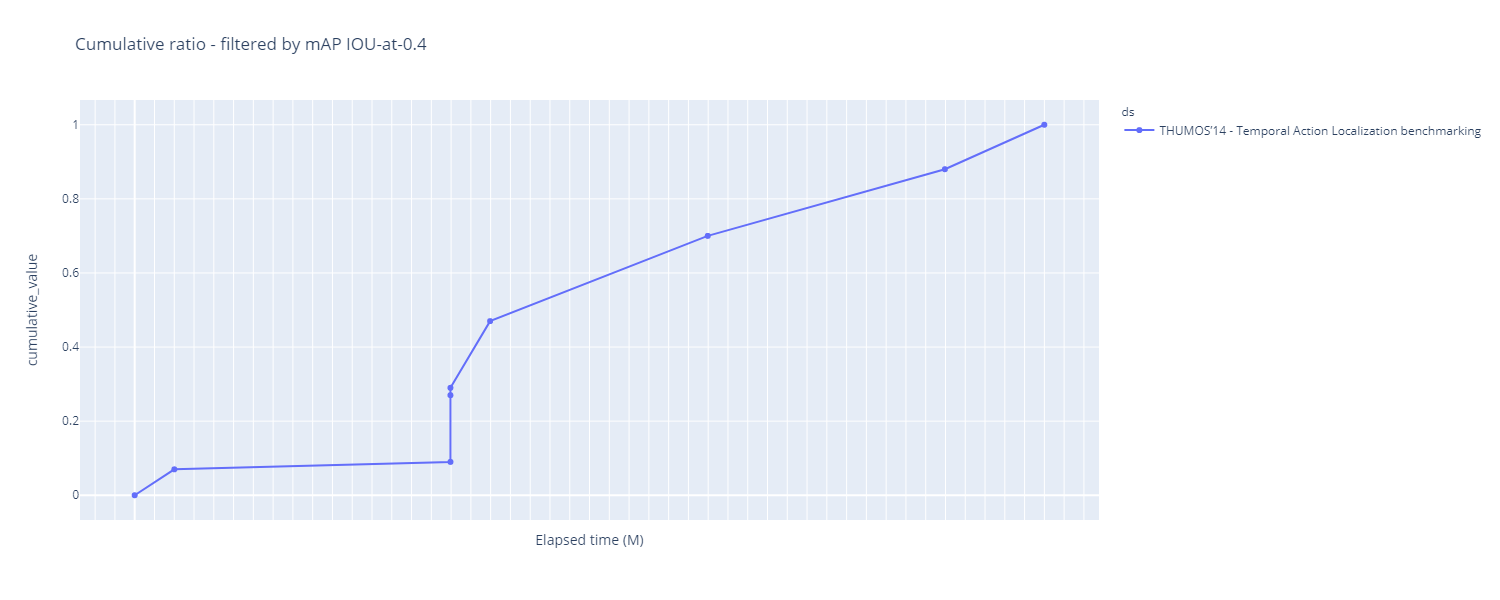 Cumulative ratio - filtered by mAP IOU-at-0.4
ds
THUMOS’14 - Temporal Action Localization benchmarking
1
0.8
0.6
0.4
0.2
0
cumulative_value
Elapsed time (M)